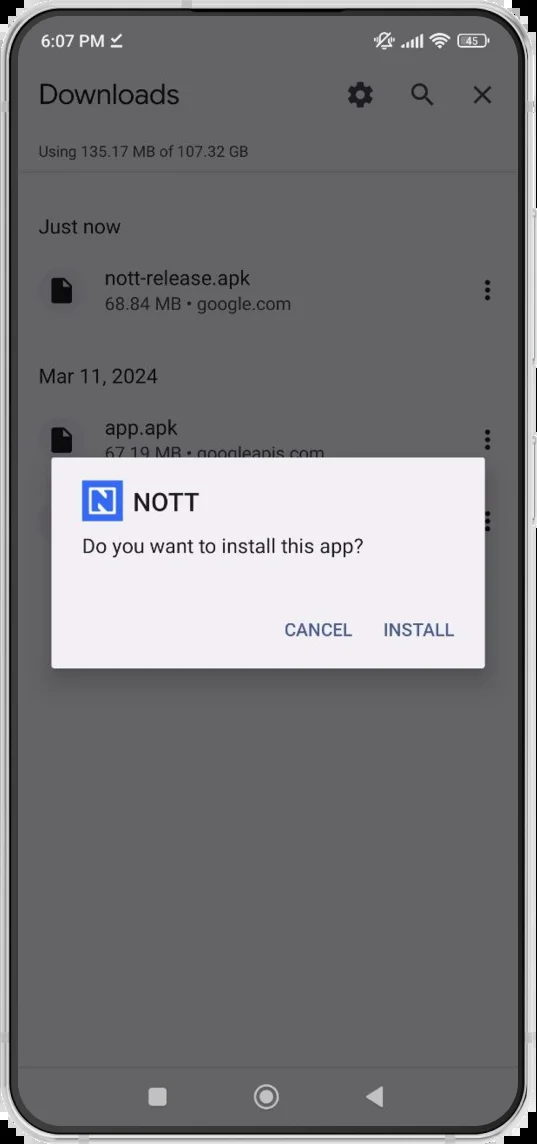 6:07 PM
45
Downloads
Using 135.17 MB of 107.32 GB
Just now
nott-release.apk
68.84 MB • google.com
Mar 11, 2024
app.apk
67.19 MB • googleapis.com
N NOTT
Do you want to install this app?
CANCEL INSTALL